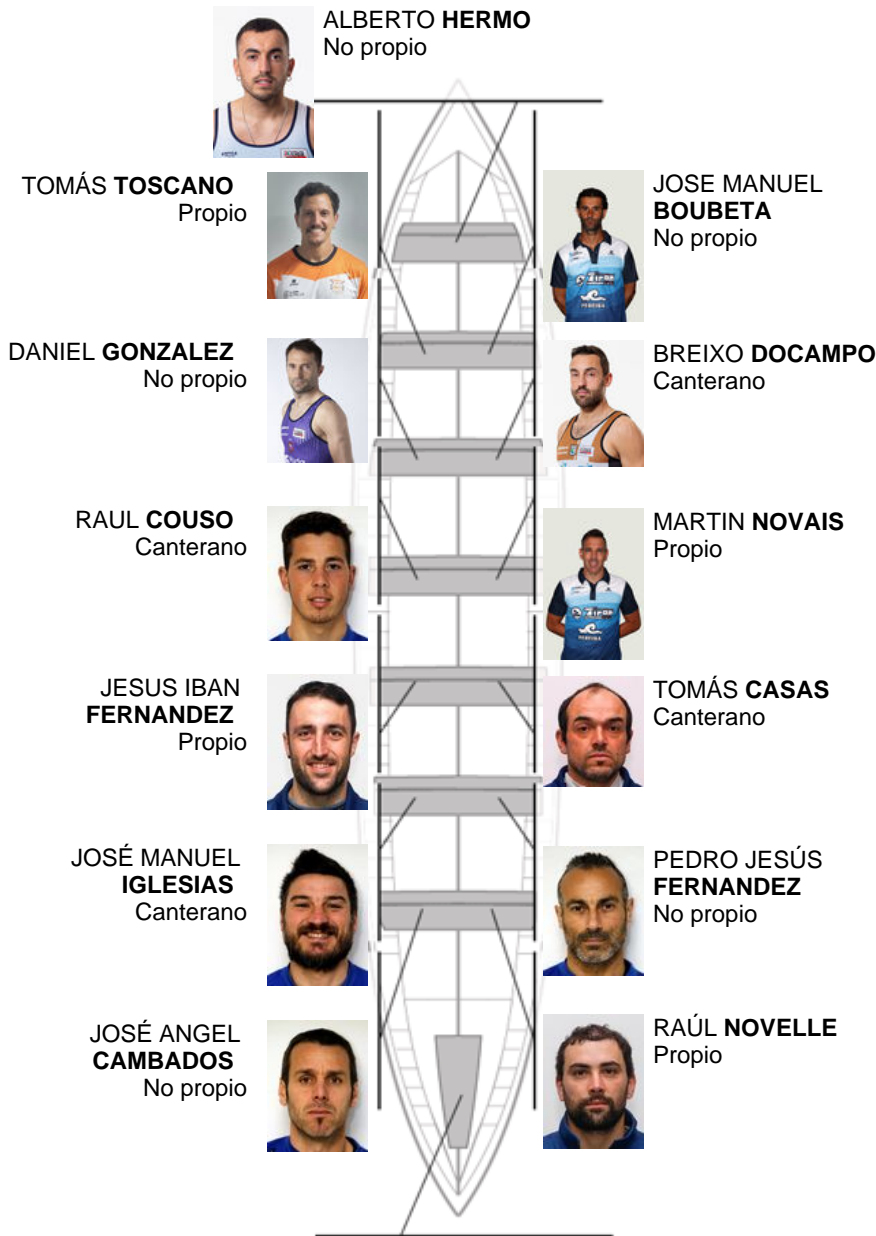 ALBERTO HERMO
No propio
TOMÁS TOSCANO
Propio
JOSE MANUEL
BOUBETA
No propio
DANIEL GONZALEZ
No propio
BREIXO DOCAMPO
Canterano
RAUL COUSO
Canterano
MARTIN NOVAIS
Propio
JESUS IBAN
FERNANDEZ
Propio
TOMÁS CASAS
Canterano
JOSÉ MANUEL
IGLESIAS
Canterano
PEDRO JESÚS
FERNANDEZ
No propio
JOSÉ ANGEL
CAMBADOS
No propio
RAÚL NOVELLE
Propio